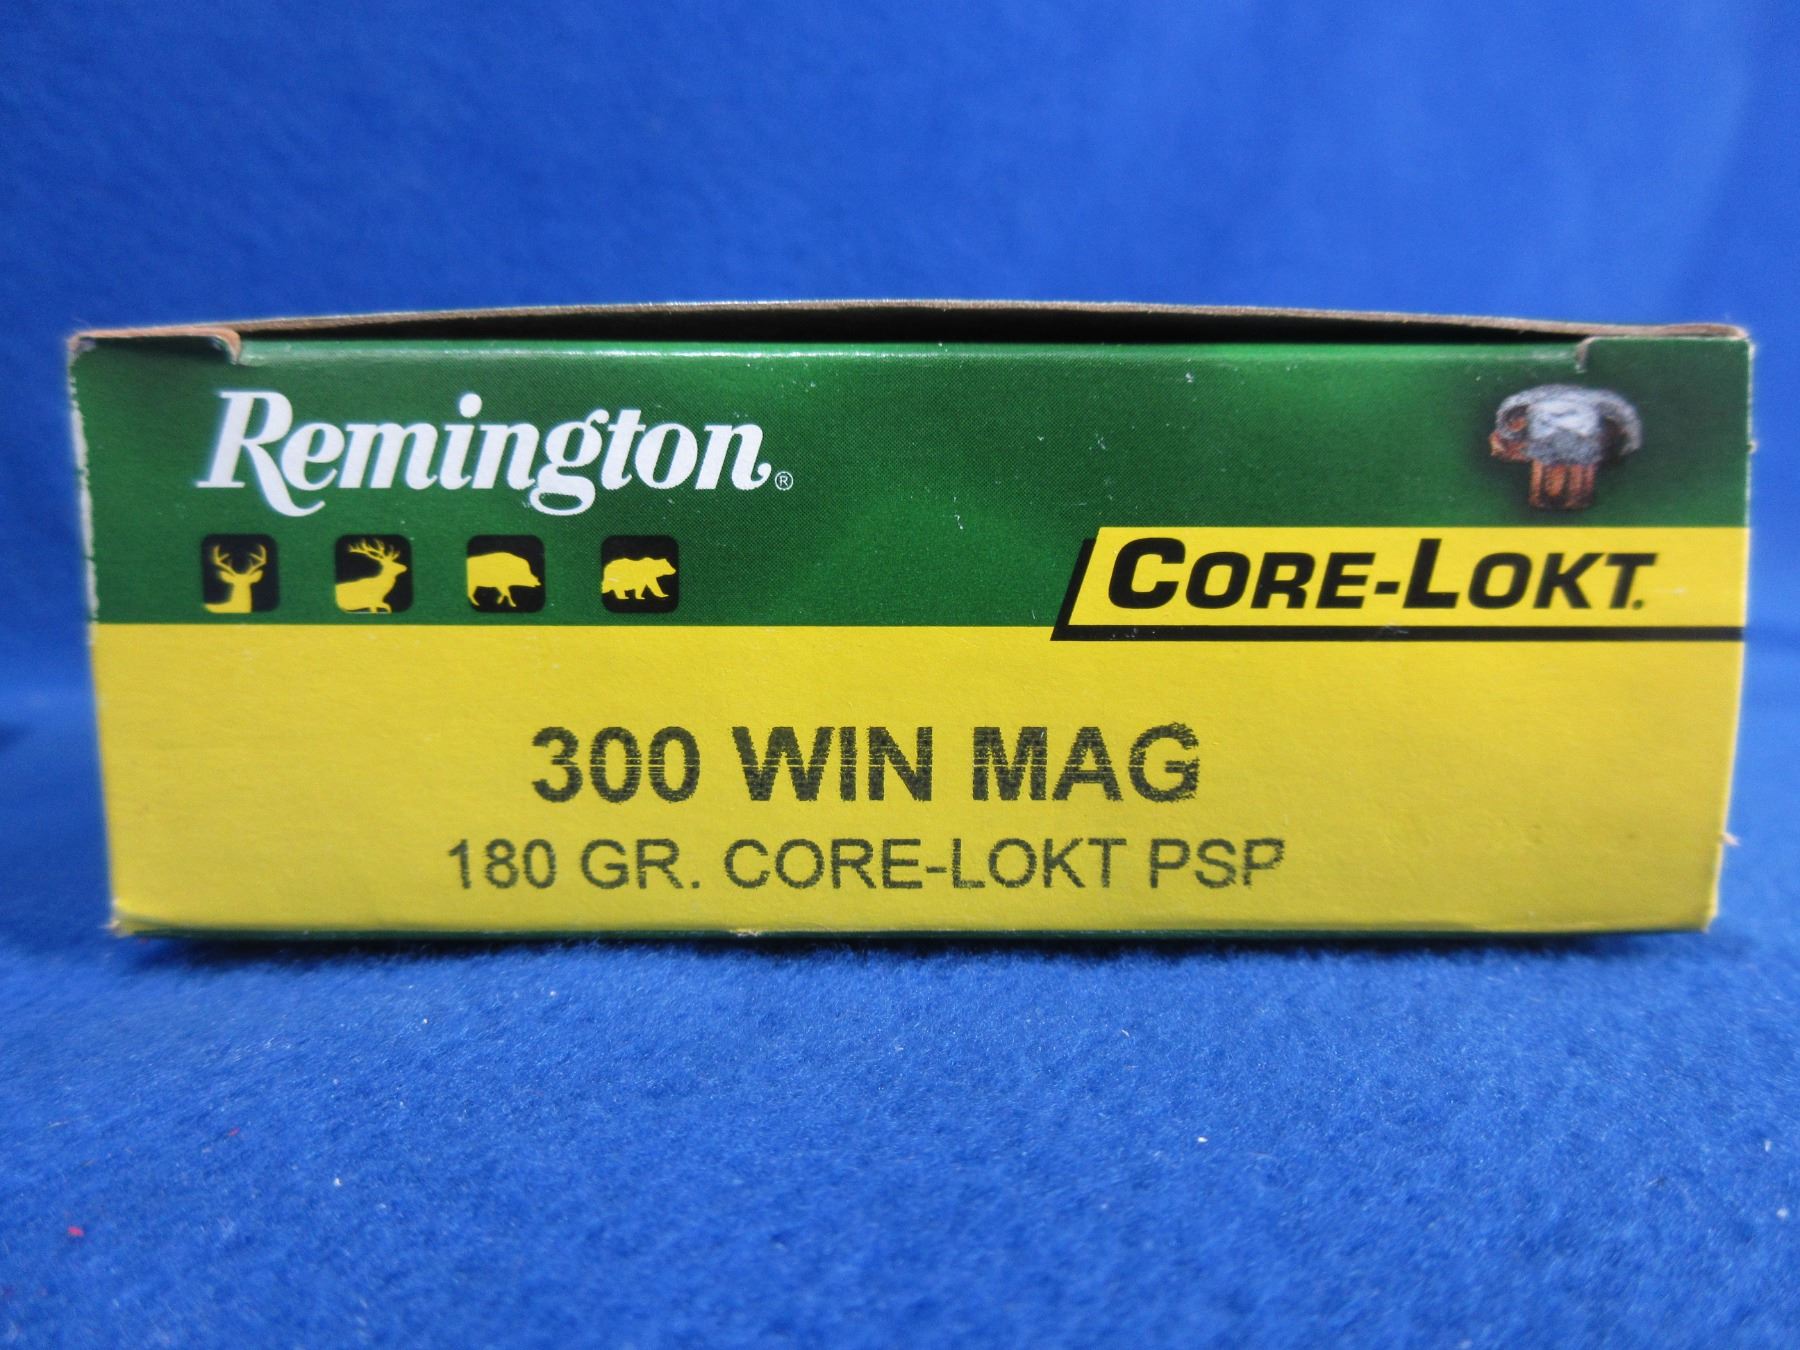 Remington®
CORE-LOKT®
300 WIN MAG
180 GR. CORE-LOKT PSP